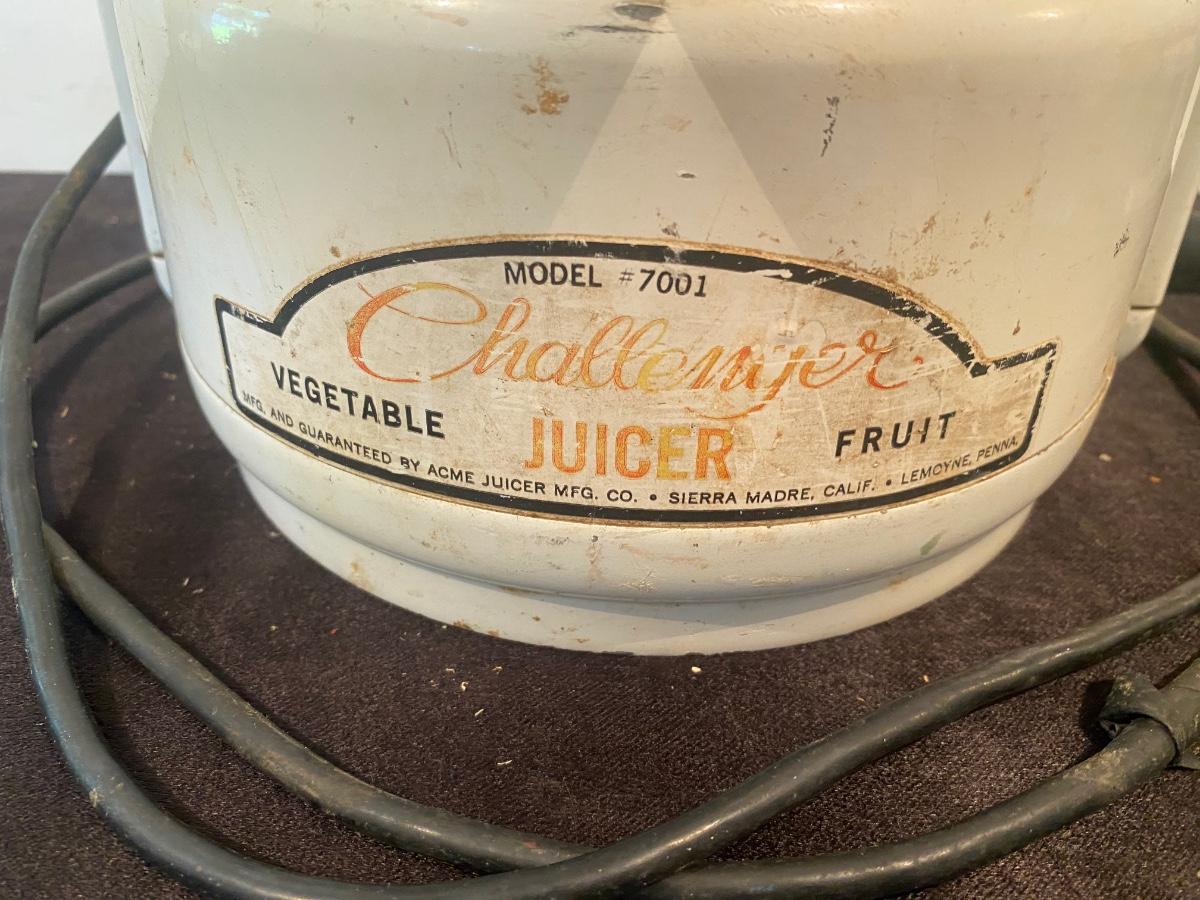 MODEL #7001
Challenger
VEGETABLE JUICER FRUIT
MFG. AND GUARANTEED BY ACME JUICER MFG. CO. • SIERRA MADRE, CALIF. • LEMOYNE, PENNA.